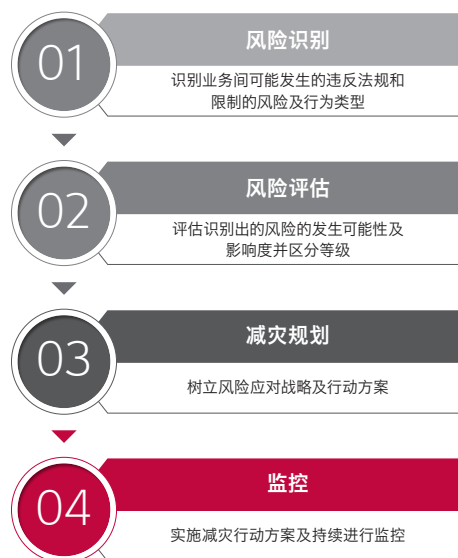 01
风险识别
识别业务间可能发生的违反法规和
限制的风险及行为类型
02
风险评估
评估识别出的风险的发生可能性及
影响度并区分等级
03
减灾规划
树立风险应对战略及行动方案
04
监控
实施减灾行动方案及持续进行监控